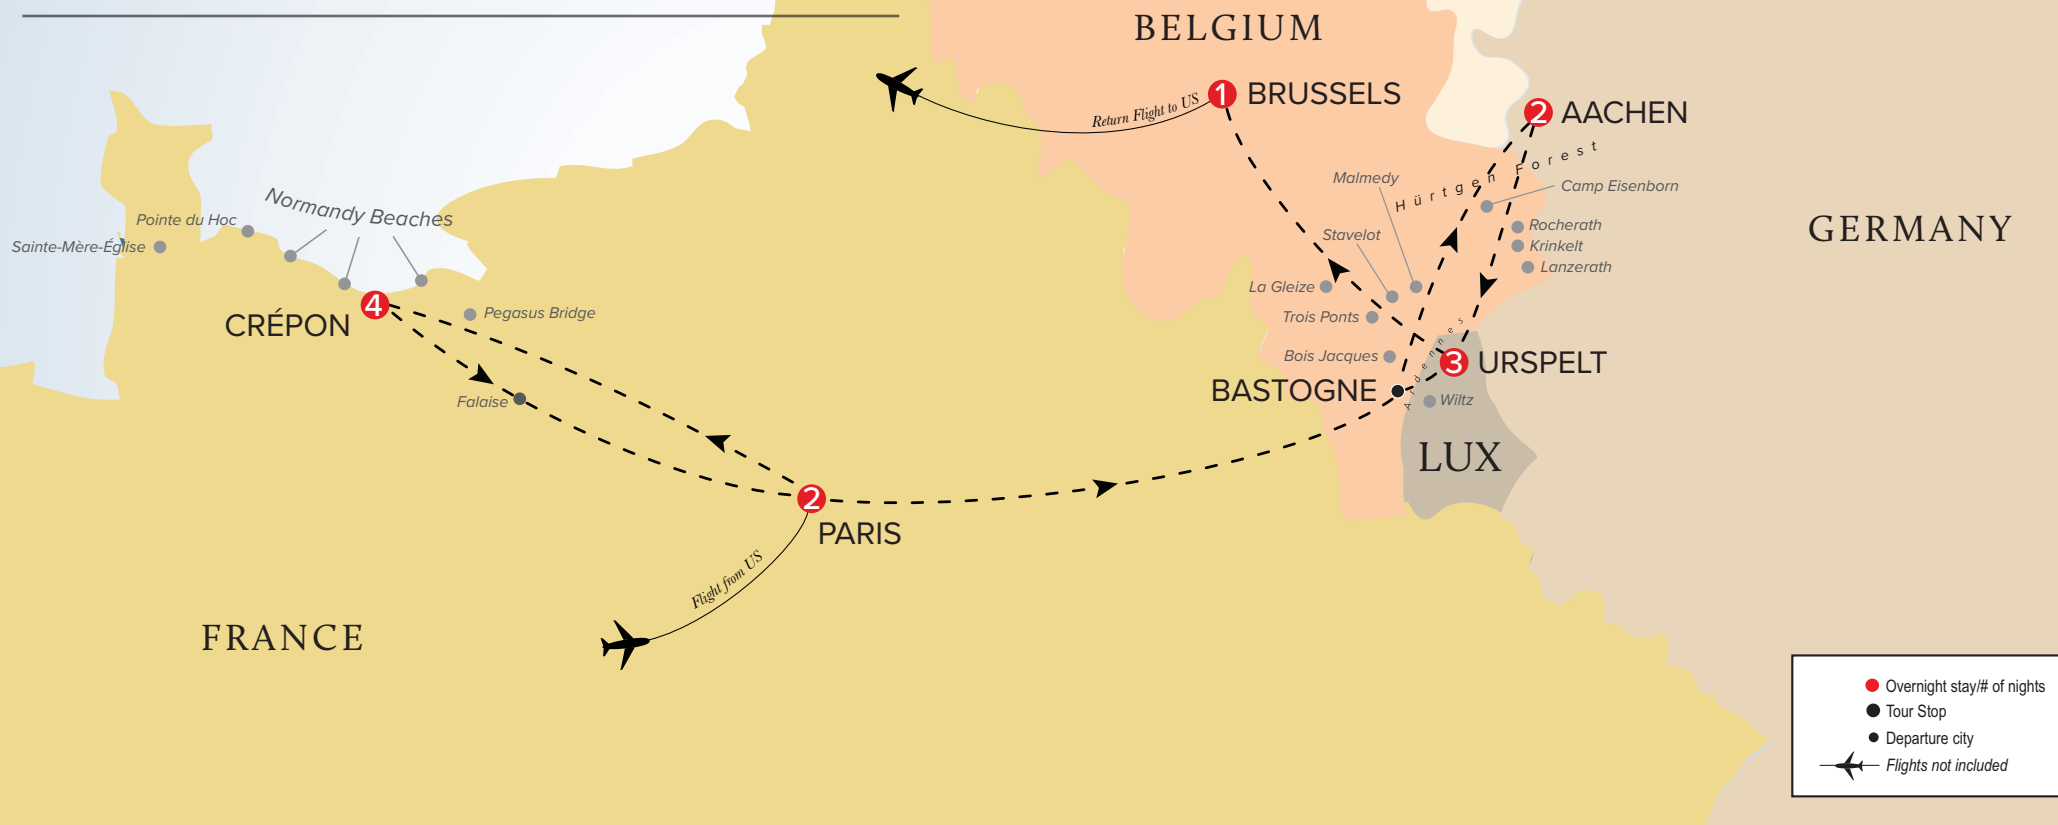 BELGIUM
1 BRUSSELS
Return Flight to US
2 AACHEN
Hürtgen Forest
Malmedy
Camp Eisenborn
Normandy Beaches
Pointe du Hoc
Sainte-Mère-Église
Stavelot
Rocherath
Krinkelt
Lanzerath
GERMANY
La Gleize
Trois Ponts
4
CRÉPON
Pegasus Bridge
Bois Jacques
Ardennes
3 URSPELT
BASTOGNE
Wiltz
Falaise
LUX
2
PARIS
Flight from US
FRANCE
Overnight stay/# of nights
Tour Stop
Departure city
Flights not included